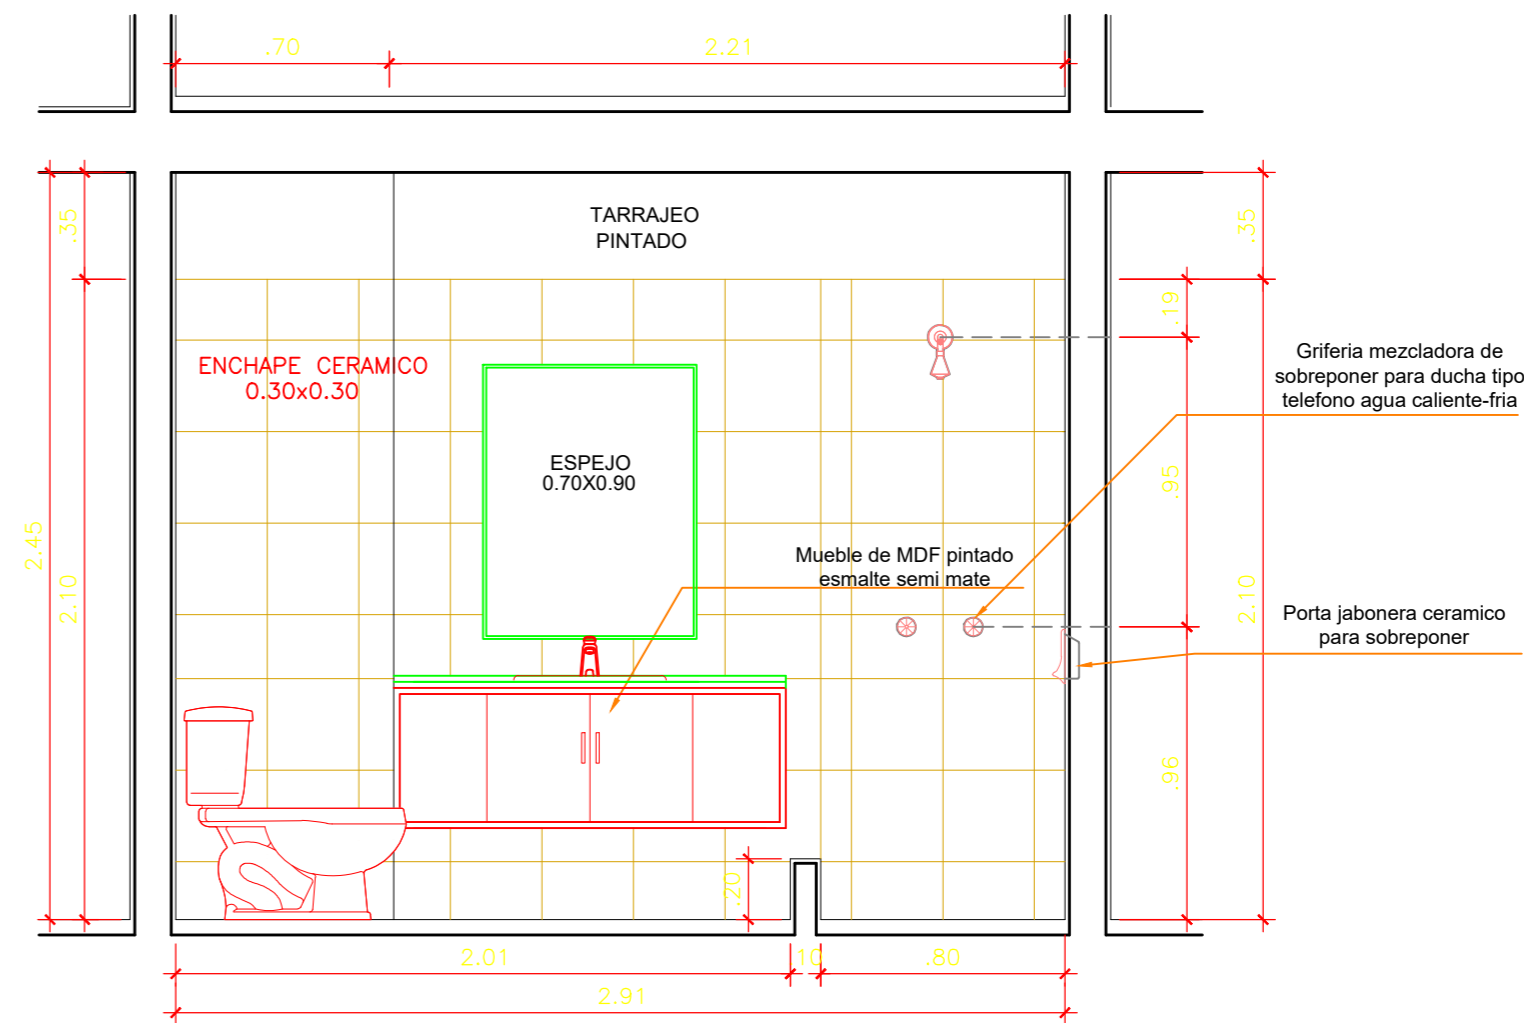 .70
2.21
.35
.35
TARRAJEO
PINTADO
.19
ENCHAPE CERAMICO
0.30x0.30
Griferia mezcladora de
sobreponer para ducha tipo
telefono agua caliente-fria
ESPEJO
0.70X0.90
.95
2.45
2.10
Mueble de MDF pintado
esmalte semi mate
2.10
Porta jabonera ceramico
para sobreponer
.96
.20
2.01
.10
.80
2.91